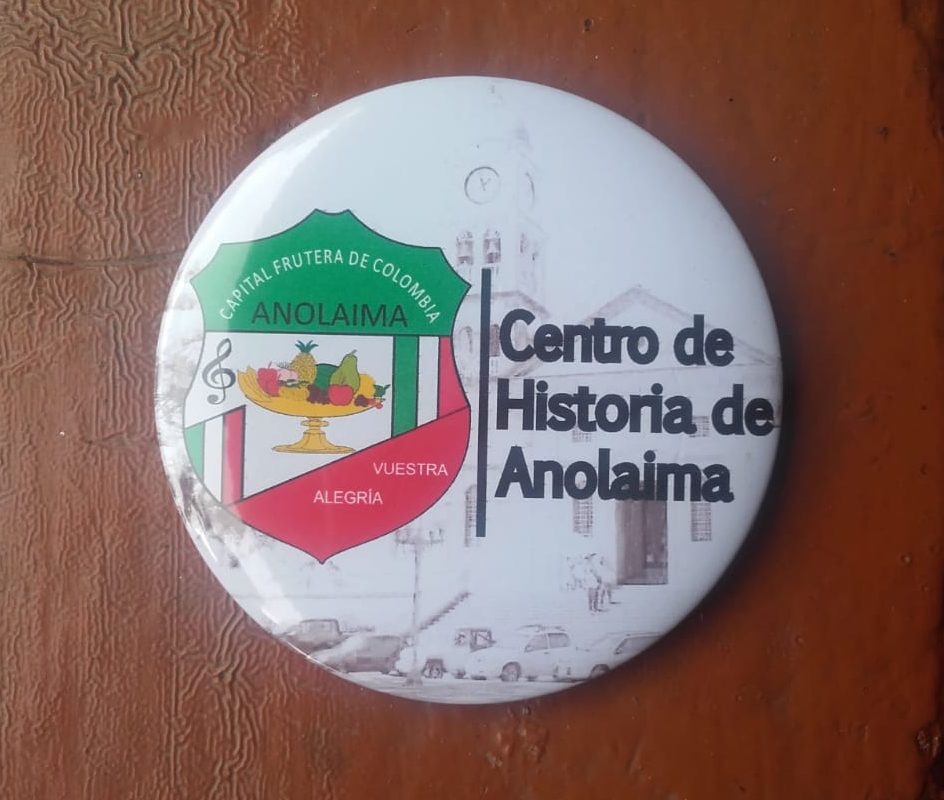 CAPITAL FRUTERA DE COLOMBIA
ANOLAIMA
VUESTRA
ALEGRÍA
Centro de
Historia de
Anolaima